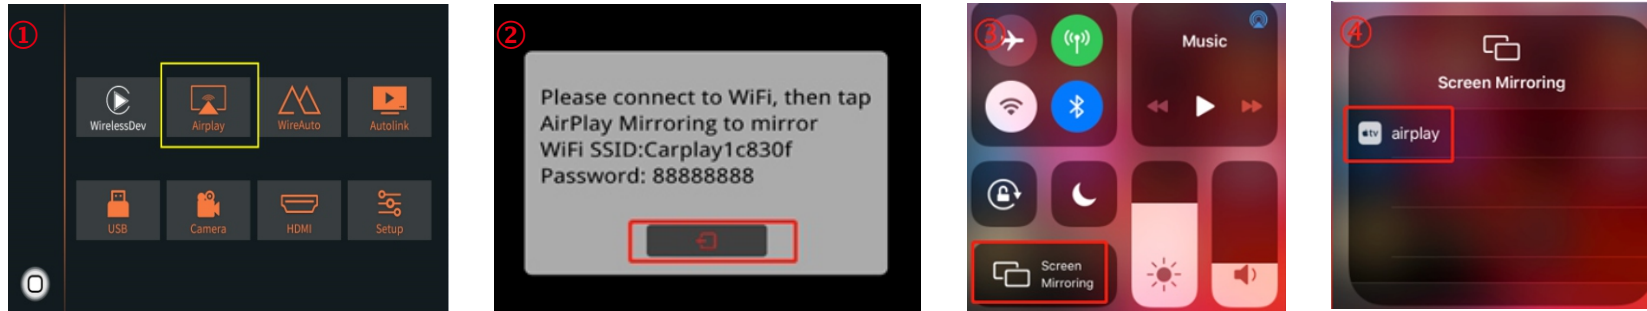 ①
WirelessDev
Airplay
WireAuto
Autolink
USB
Camera
HDMI
Setup
②
Please connect to WiFi, then tap
AirPlay Mirroring to mirror
WiFi SSID:Carplay1c830f
Password: 88888888
③
Music
Screen
Mirroring
④
Screen Mirroring
tv airplay